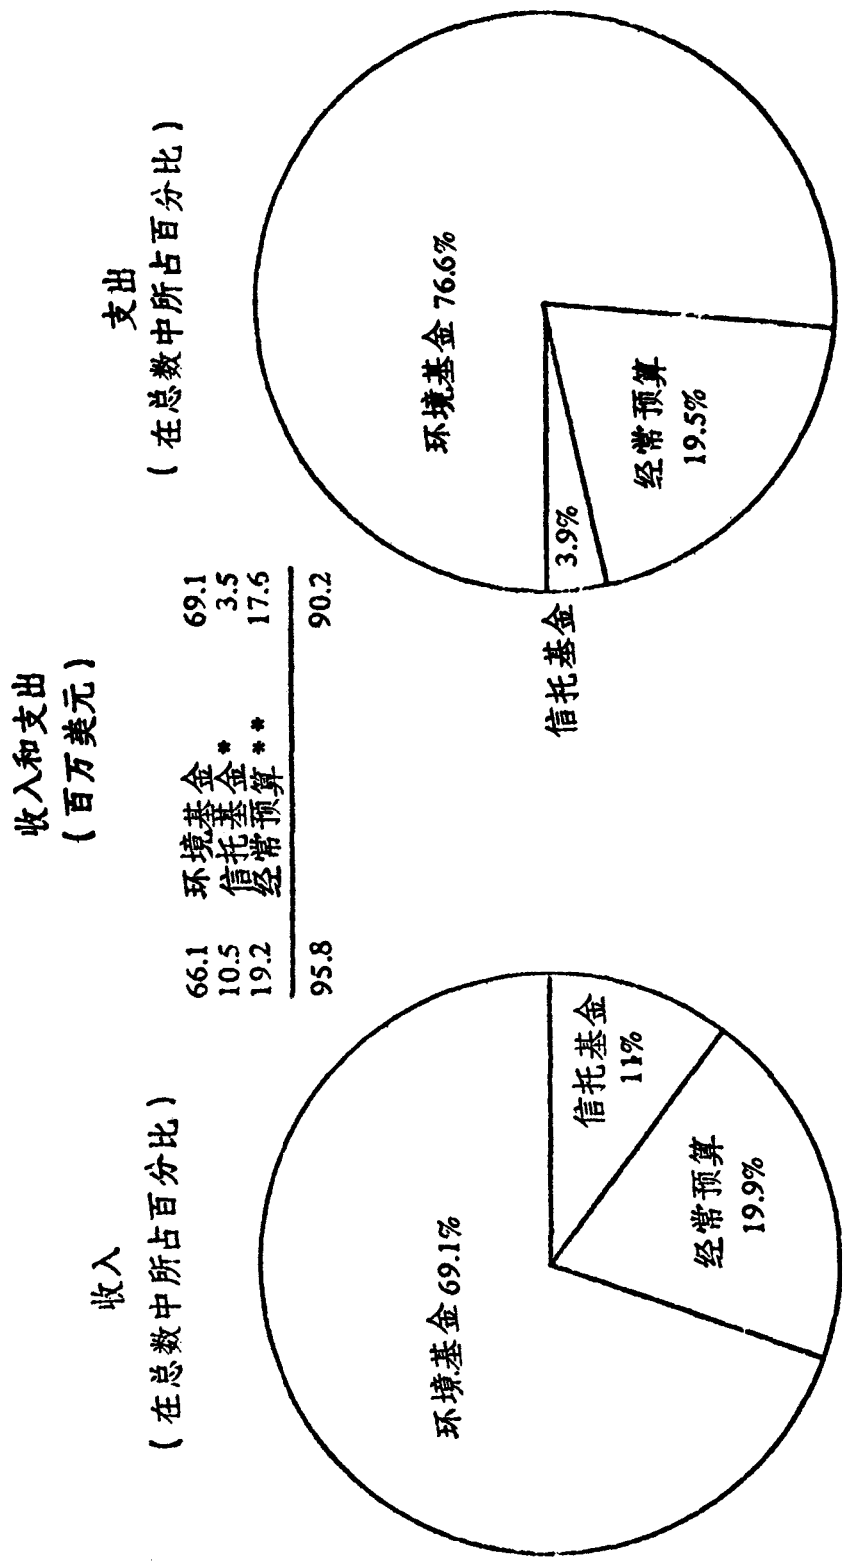 收入和支出
(百万美元)
收入
(在总数中所占百分比)
支出
(在总数中所占百分比)
66.1 环境基金 69.1
10.5 信托基金* 3.5
19.2 经常预算** 17.6
95.8 90.2
环境基金 69.1%
信托基金
11%
经常预算
19.9%
环境基金 76.6%
信托基金
3.9%
经常预算
19.5%